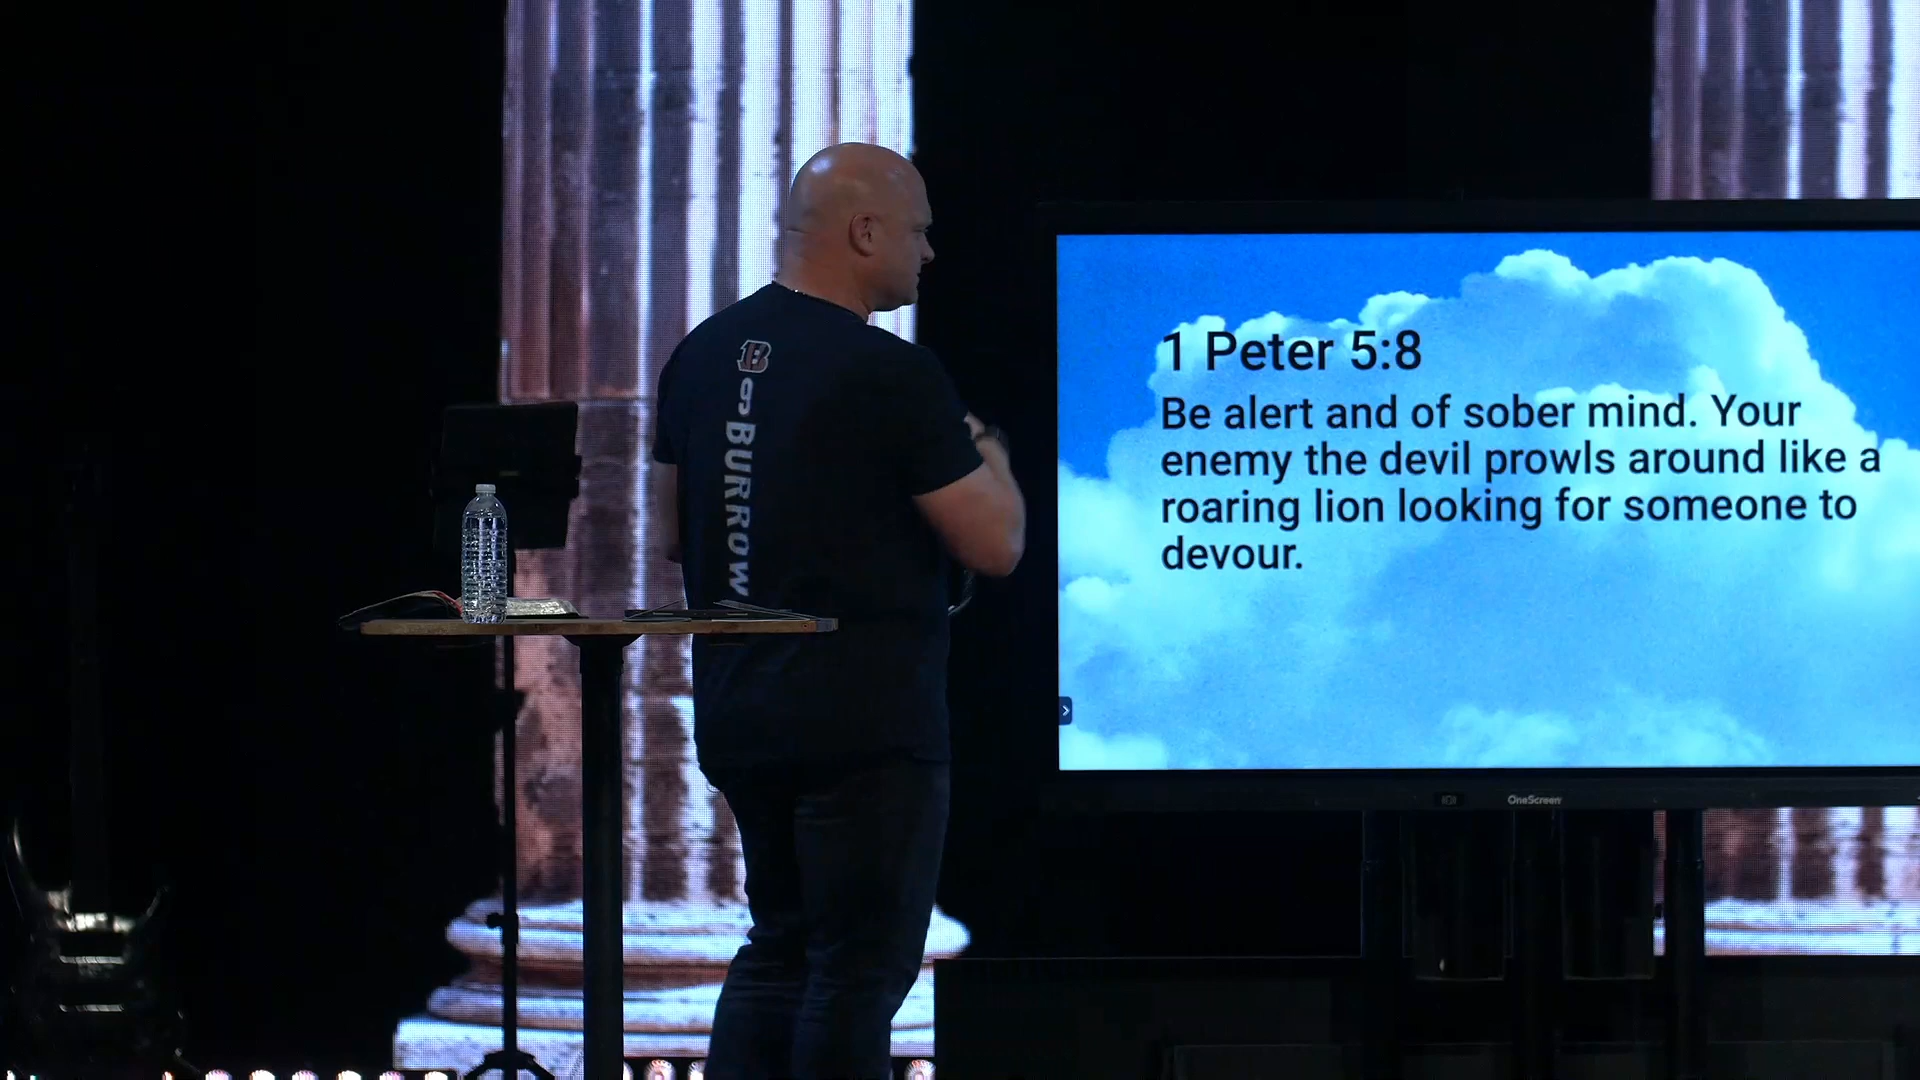 B
9 BURROW
1 Peter 5:8
Be alert and of sober mind. Your
enemy the devil prowls around like a
roaring lion looking for someone to
devour.
OneScreen